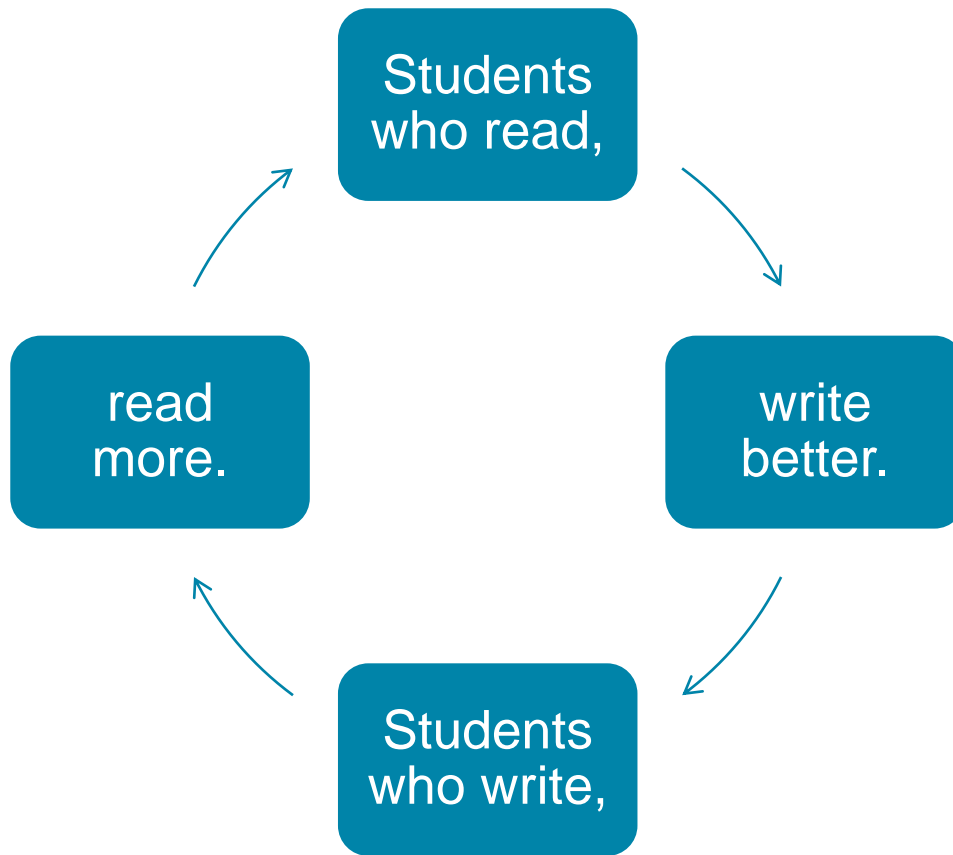 Students
who read,
write
better.
Students
who write,
read
more.